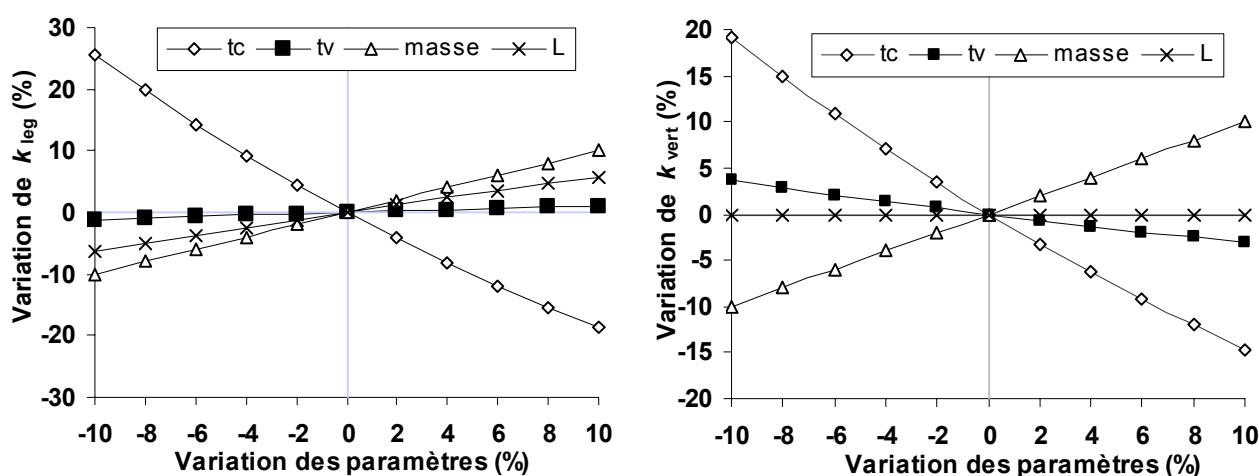 Variation de k leg (%)
30
20
10
0
-10
-20
-30
tc tv masse L
-10 -8 -6 -4 -2 0 2 4 6 8 10
Variation des paramètres (%)
Variation de k vert (%)
20
15
10
5
0
-5
-10
-15
-20
tc tv masse L
-10 -8 -6 -4 -2 0 2 4 6 8 10
Variation des paramètres (%)